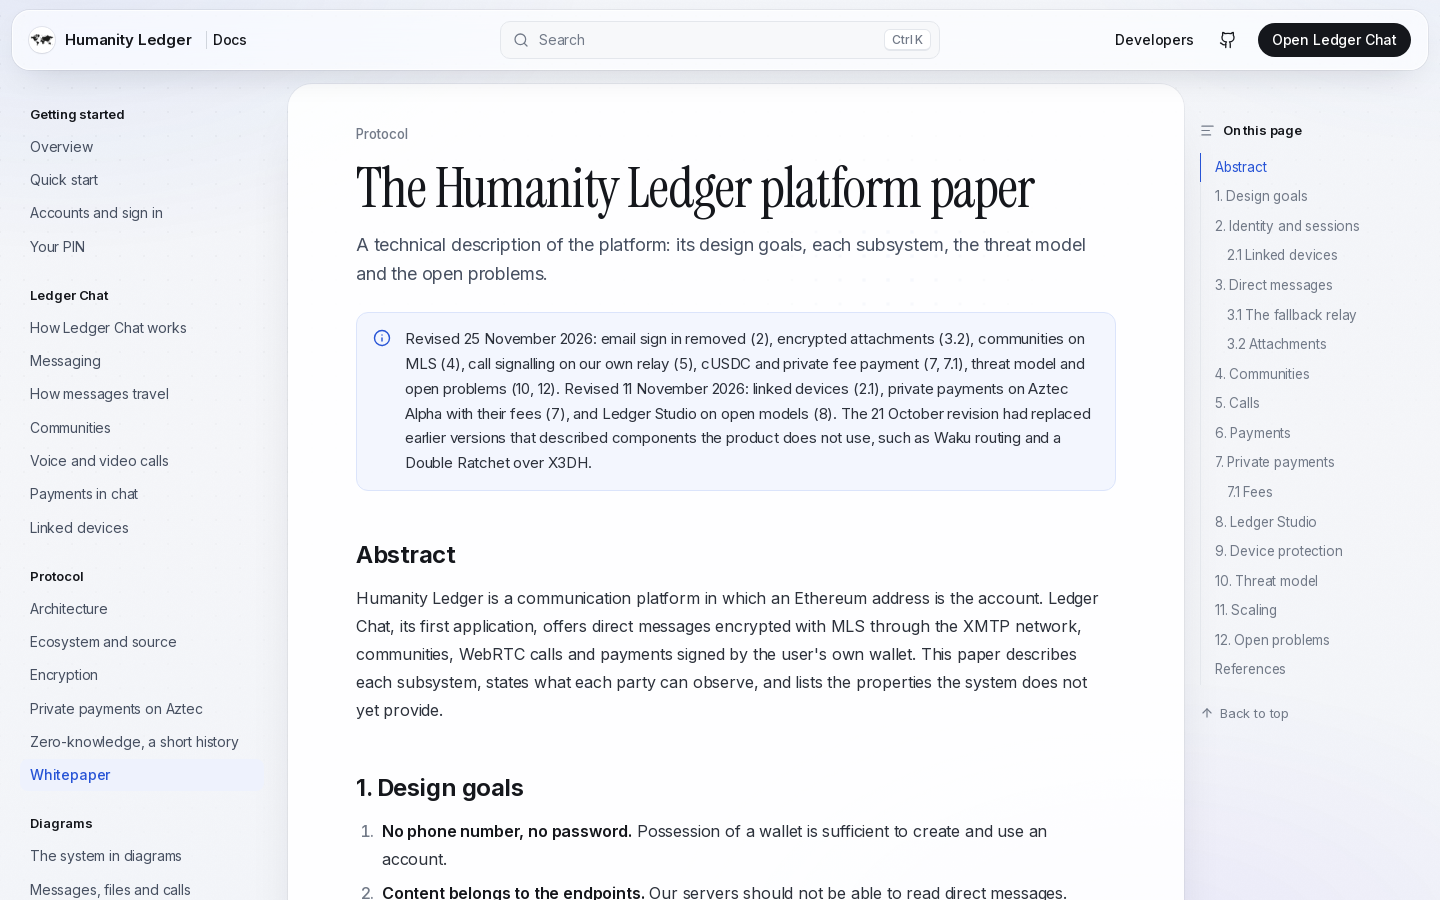 Humanity Ledger
Docs
Search
Ctrl K
Developers
Open Ledger Chat
Getting started
Overview
Quick start
Accounts and sign in
Your PIN
Ledger Chat
How Ledger Chat works
Messaging
How messages travel
Communities
Voice and video calls
Payments in chat
Linked devices
Protocol
Architecture
Ecosystem and source
Encryption
Private payments on Aztec
Zero-knowledge, a short history
Whitepaper
Diagrams
The system in diagrams
Messages, files and calls
Protocol
The Humanity Ledger platform paper
A technical description of the platform: its design goals, each subsystem, the threat model
and the open problems.
Revised 25 November 2026: email sign in removed (2), encrypted attachments (3.2), communities on
MLS (4), call signalling on our own relay (5), cUSDC and private fee payment (7, 7.1), threat model and
open problems (10, 12). Revised 11 November 2026: linked devices (2.1), private payments on Aztec
Alpha with their fees (7), and Ledger Studio on open models (8). The 21 October revision had replaced
earlier versions that described components the product does not use, such as Waku routing and a
Double Ratchet over X3DH.
Abstract
Humanity Ledger is a communication platform in which an Ethereum address is the account. Ledger
Chat, its first application, offers direct messages encrypted with MLS through the XMTP network,
communities, WebRTC calls and payments signed by the user's own wallet. This paper describes
each subsystem, states what each party can observe, and lists the properties the system does not
yet provide.
1. Design goals
1. No phone number, no password. Possession of a wallet is sufficient to create and use an
account.
2. Content belongs to the endpoints. Our servers should not be able to read direct messages.
On this page
Abstract
1. Design goals
2. Identity and sessions
2.1 Linked devices
3. Direct messages
3.1 The fallback relay
3.2 Attachments
4. Communities
5. Calls
6. Payments
7. Private payments
7.1 Fees
8. Ledger Studio
9. Device protection
10. Threat model
11. Scaling
12. Open problems
References
Back to top